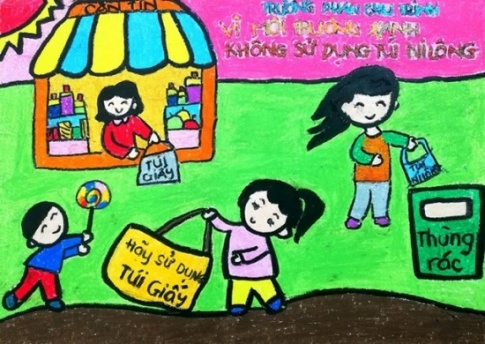 TRƯỜNG PHAN CHU TRINH
VÌ MÔI TRƯỜNG XANH
KHÔNG SỬ DỤNG TÚI NILÔNG
CĂN TIN
TÚI
GIẤY
TÚI
NILÔNG
HÃY SỬ DỤNG
TÚI GIẤY
Thùng
rác